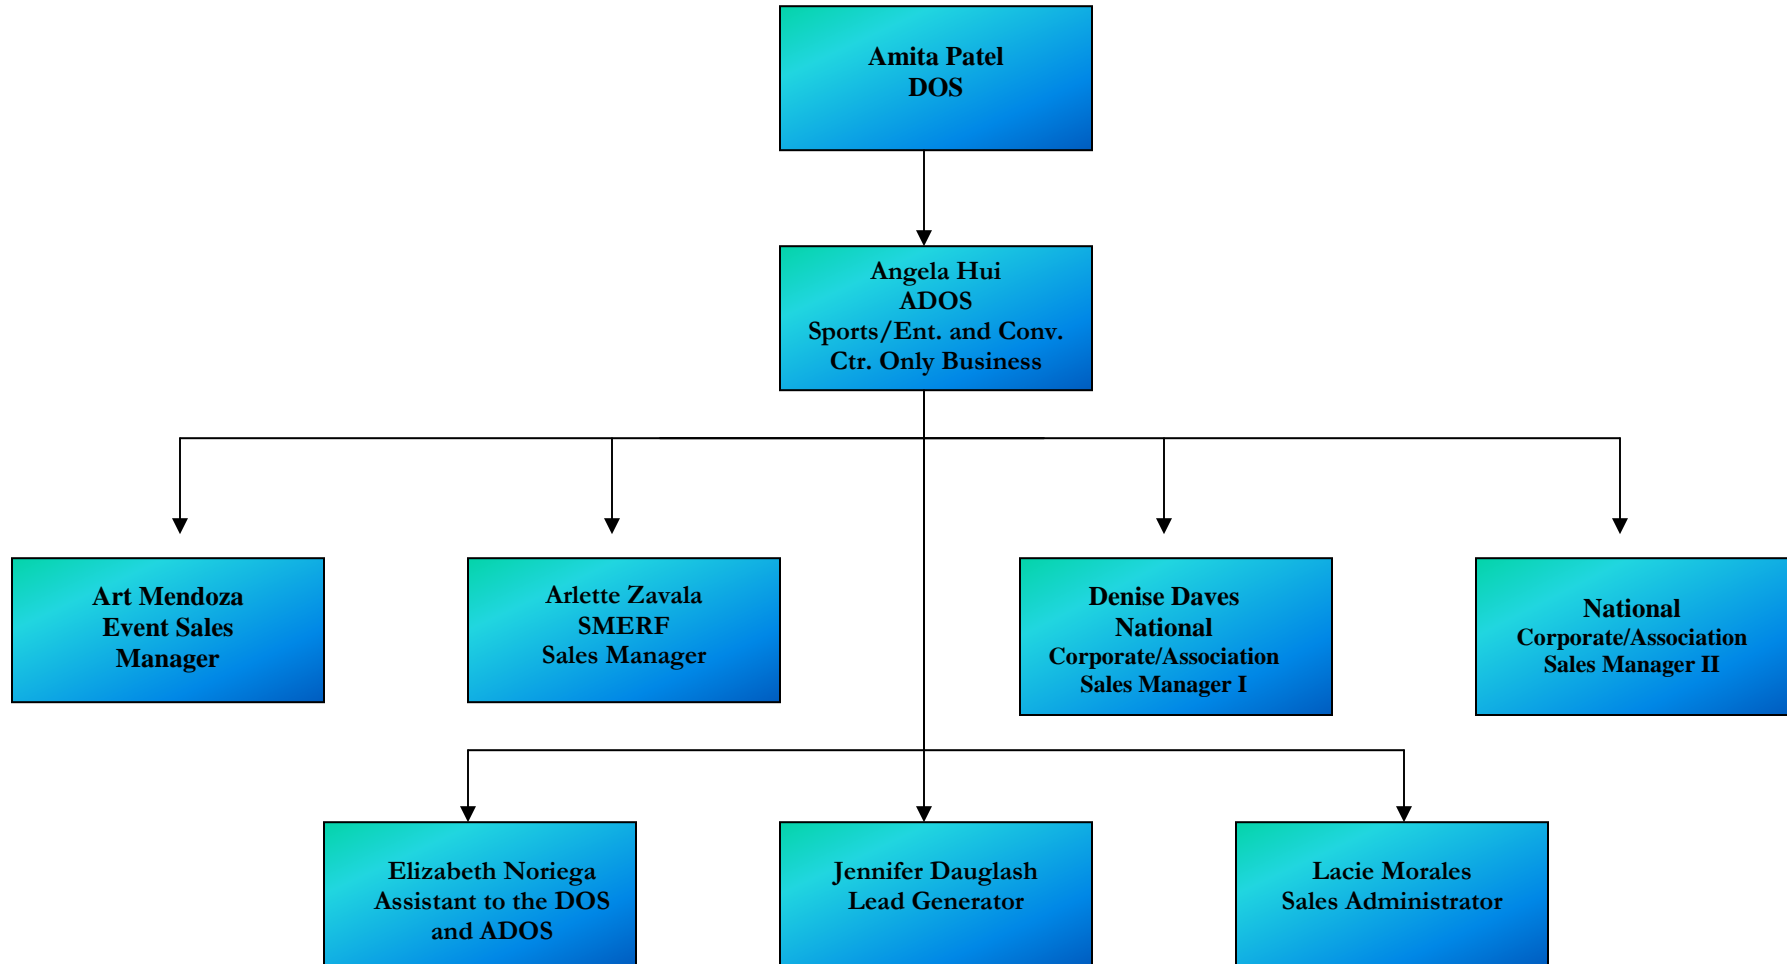 Amita Patel
DOS
Angela Hui
ADOS
Sports/Ent. and Conv.
Ctr. Only Business
Art Mendoza
Event Sales
Manager
Arlette Zavala
SMERF
Sales Manager
Denise Daves
National
Corporate/Association
Sales Manager I
National
Corporate/Association
Sales Manager II
Elizabeth Noriega
Assistant to the DOS
and ADOS
Jennifer Dauglash
Lead Generator
Lacie Morales
Sales Administrator